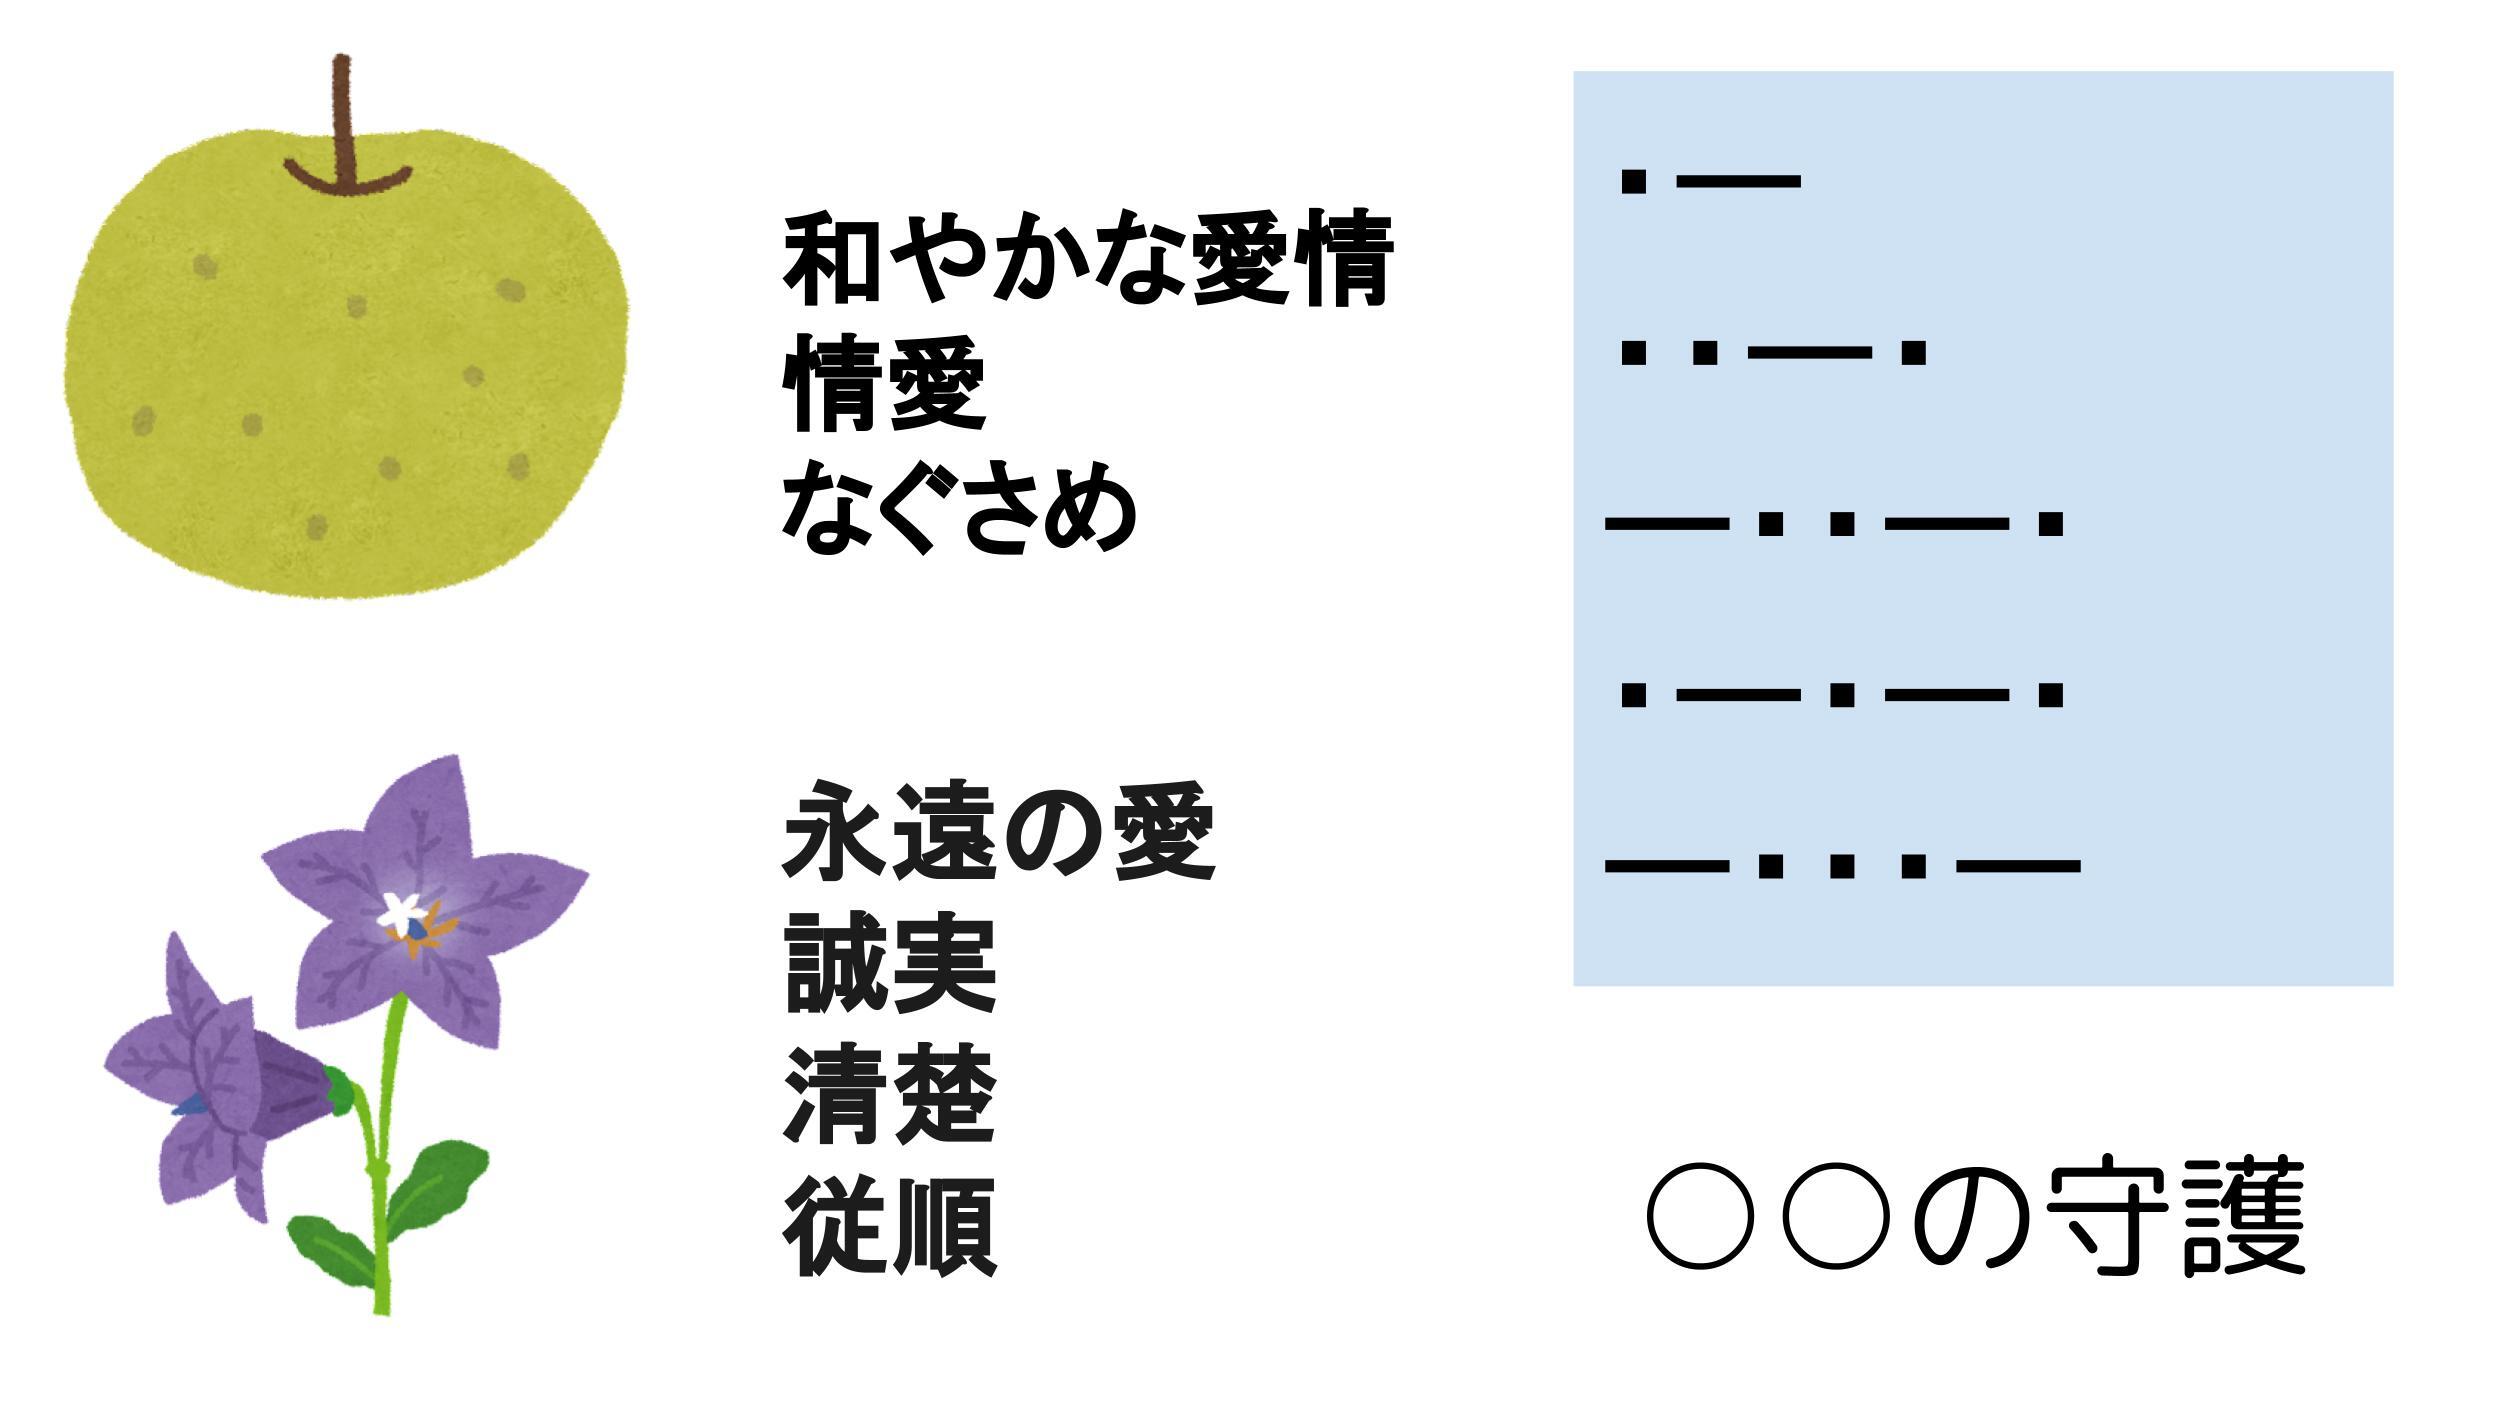 和やかな愛情
情愛
なぐさめ
永遠の愛
誠実
清楚
従順
・―
・・―・
―・・―・
・―・―・
―・・・―
○○の守護